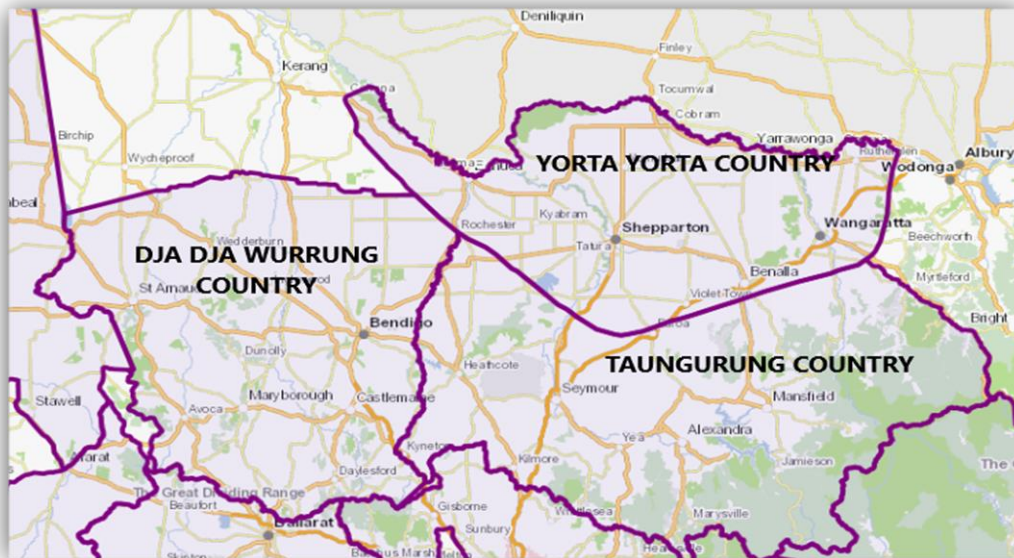 Deniliquin
Finley
Kerang
Tocumwal
Cobram
Birchip
Yarrawonga
Albury
Wycheproof
YORTA YORTA COUNTRY
Wodonga
Kyabram
Rochester
Shepparton
Wangaratta
Wedderburn
Tatura
Beechworth
DJA DJA WURRUNG
COUNTRY
Benalla
Myrtleford
St Arnaud
Violet Town
Bright
Bendigo
Dunolly
Heathcote
TAUNGURUNG COUNTRY
Seymour
Maryborough
Castlemaine
Mansfield
Stawell
Avoca
Yea
Alexandra
Kyneton
Ararat
Kilmore
Jamieson
Daylesford
The Great Dividing Range
Beaufort
Gisborne
Marysville
Ballarat
Sunbury